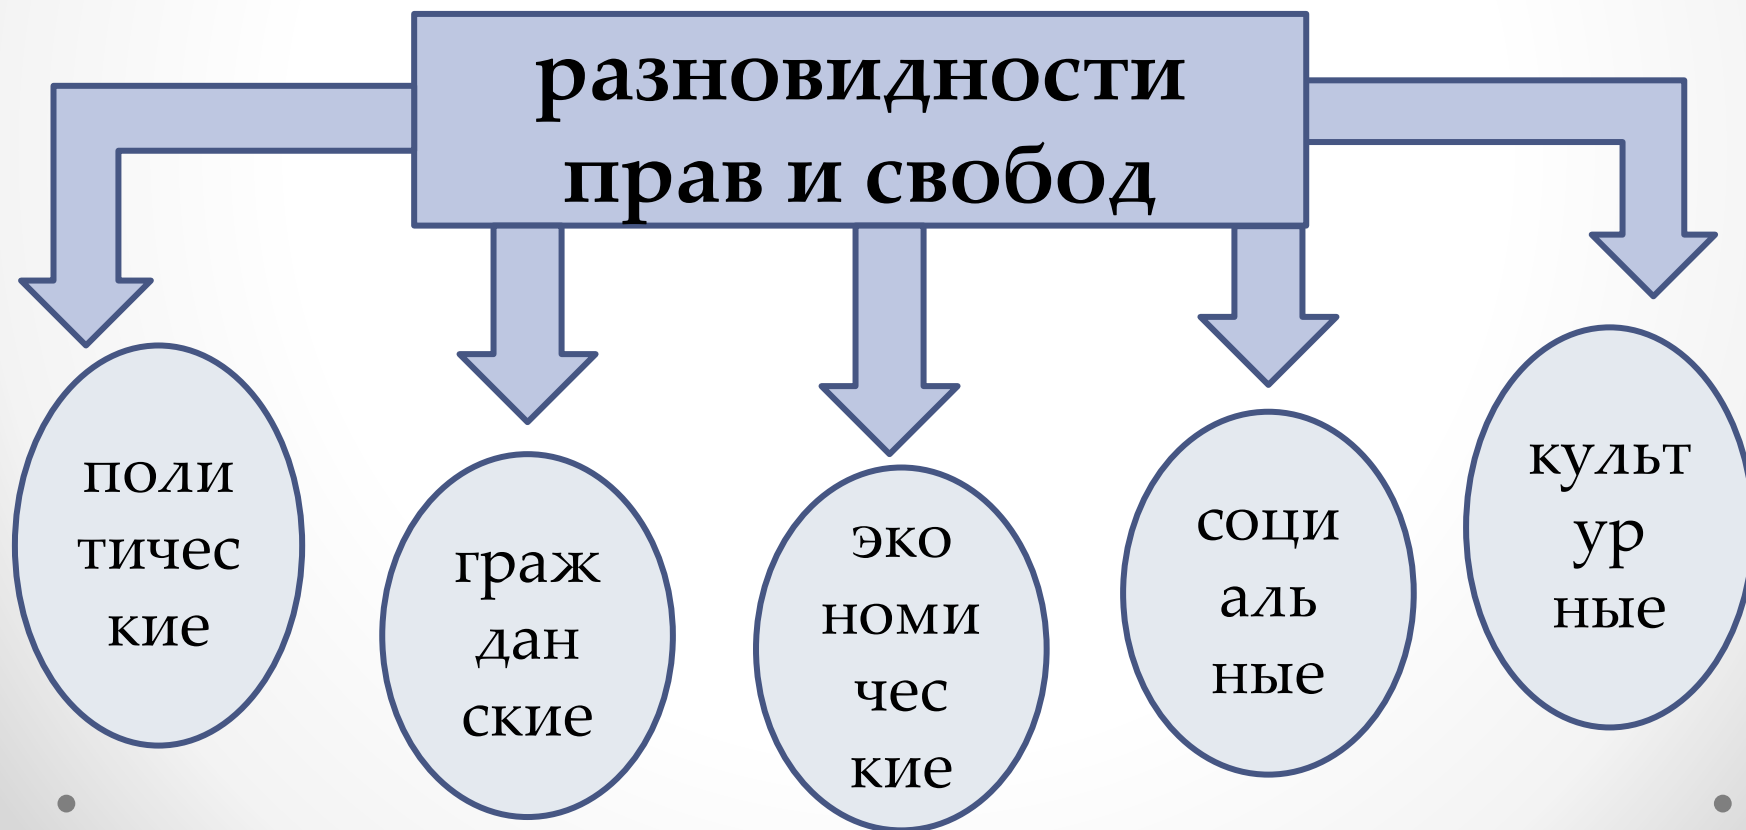 разновидности
прав и свобод
поли
тичес
кие
граж
дан
ские
эко
номи
чес
кие
соци
аль
ные
культ
ур
ные